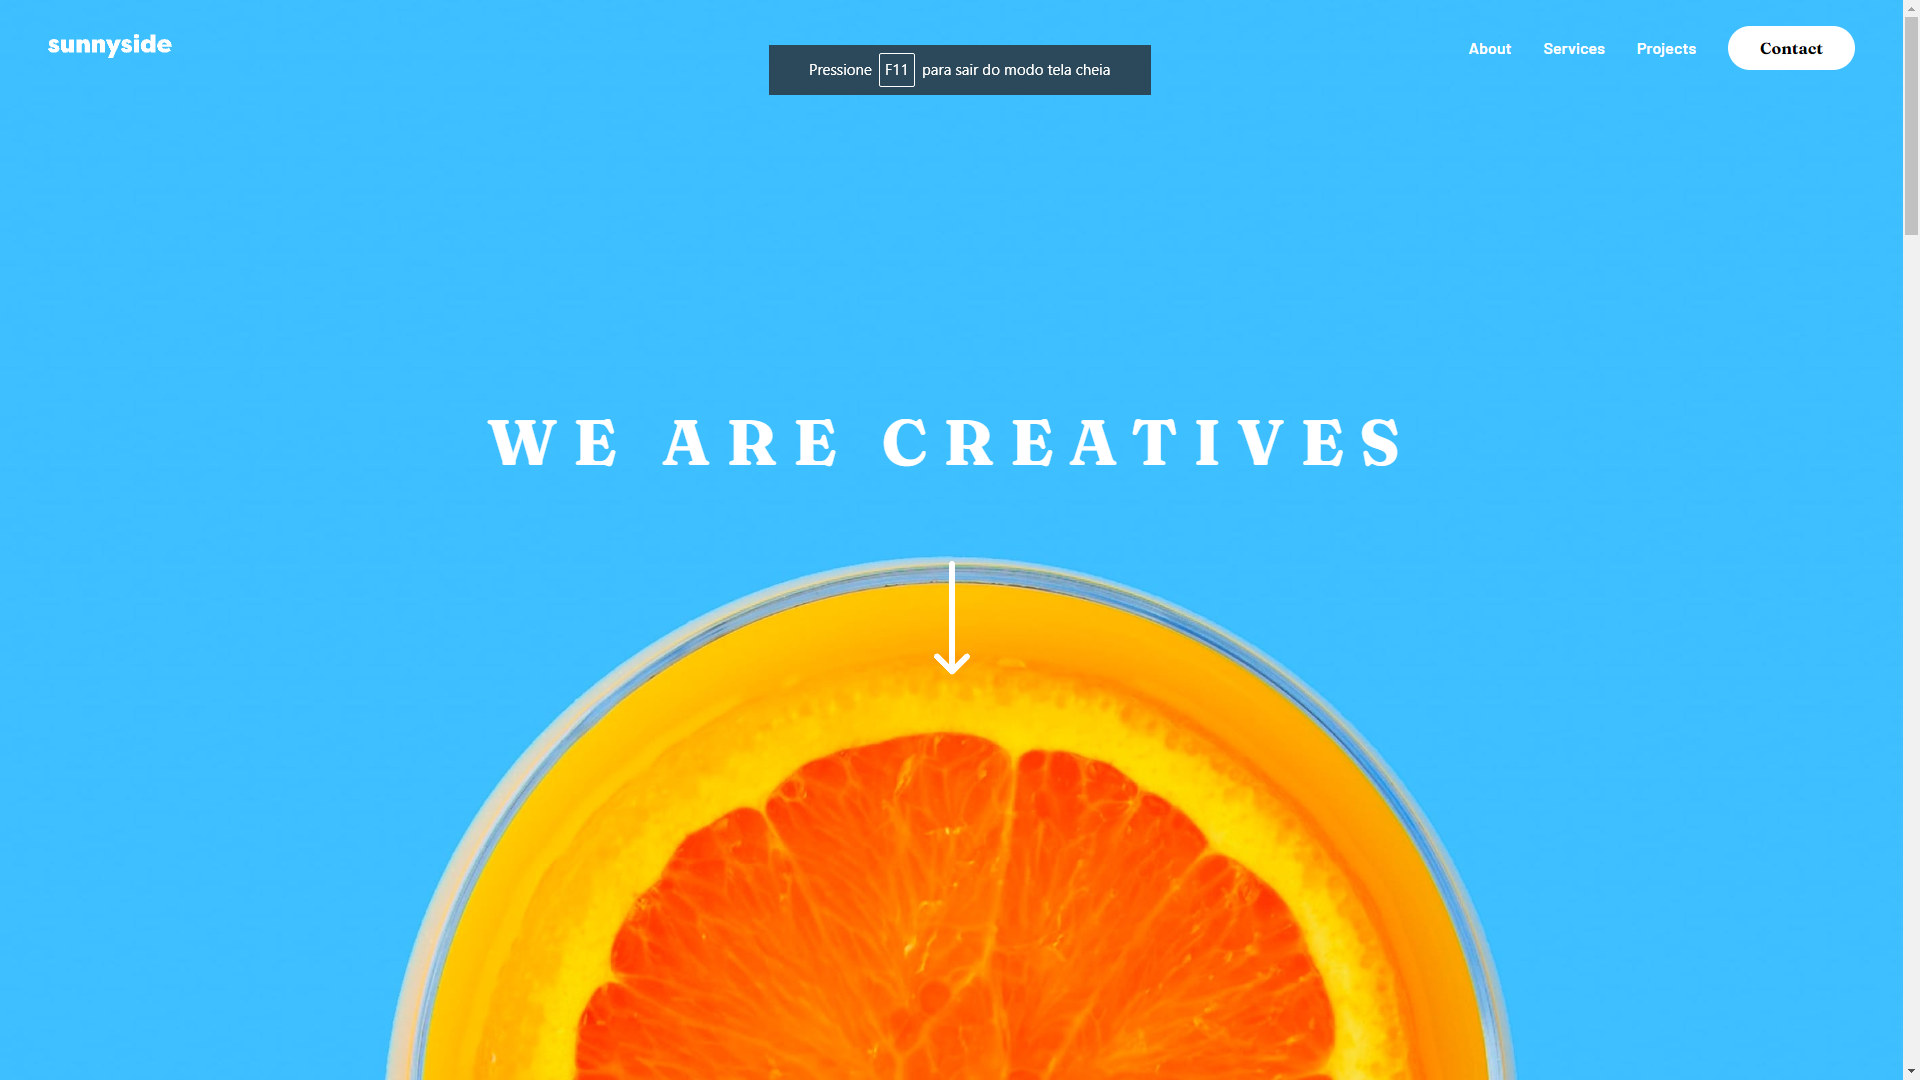 sunnyside
About Services Projects Contact
Pressione F11 para sair do modo tela cheia
WE ARE CREATIVES